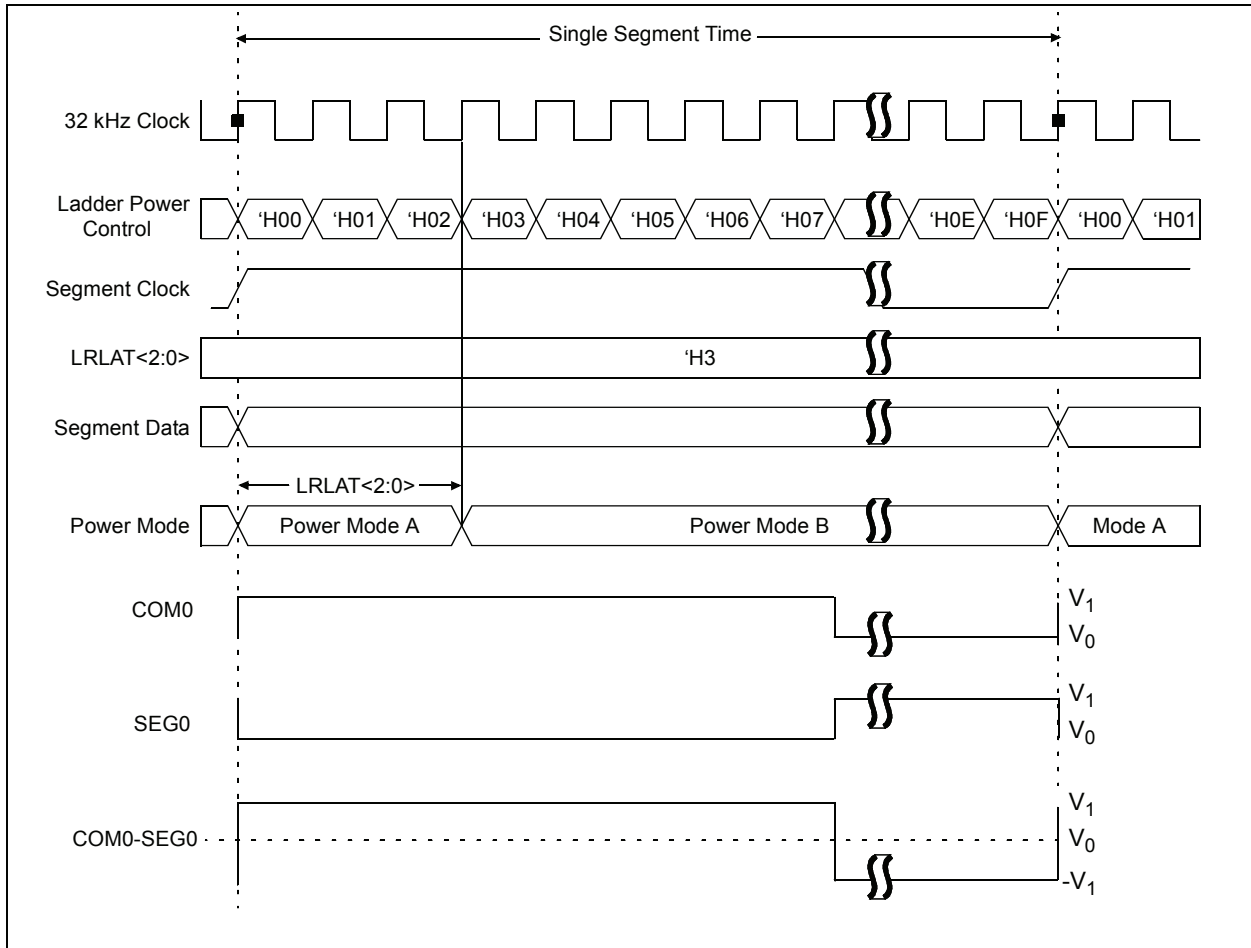 Single Segment Time
32 kHz Clock
Ladder Power
Control
‘H00 ‘H01 ‘H02 ‘H03 ‘H04 ‘H05 ‘H06 ‘H07 ‘H0E ‘H0F ‘H00 ‘H01
Segment Clock
LRLAT<2:0> ‘H3
Segment Data
LRLAT<2:0>
Power Mode Power Mode A Power Mode B Mode A
COM0 V1
V0
SEG0 V1
V0
V1
COM0-SEG0 V0
-V1